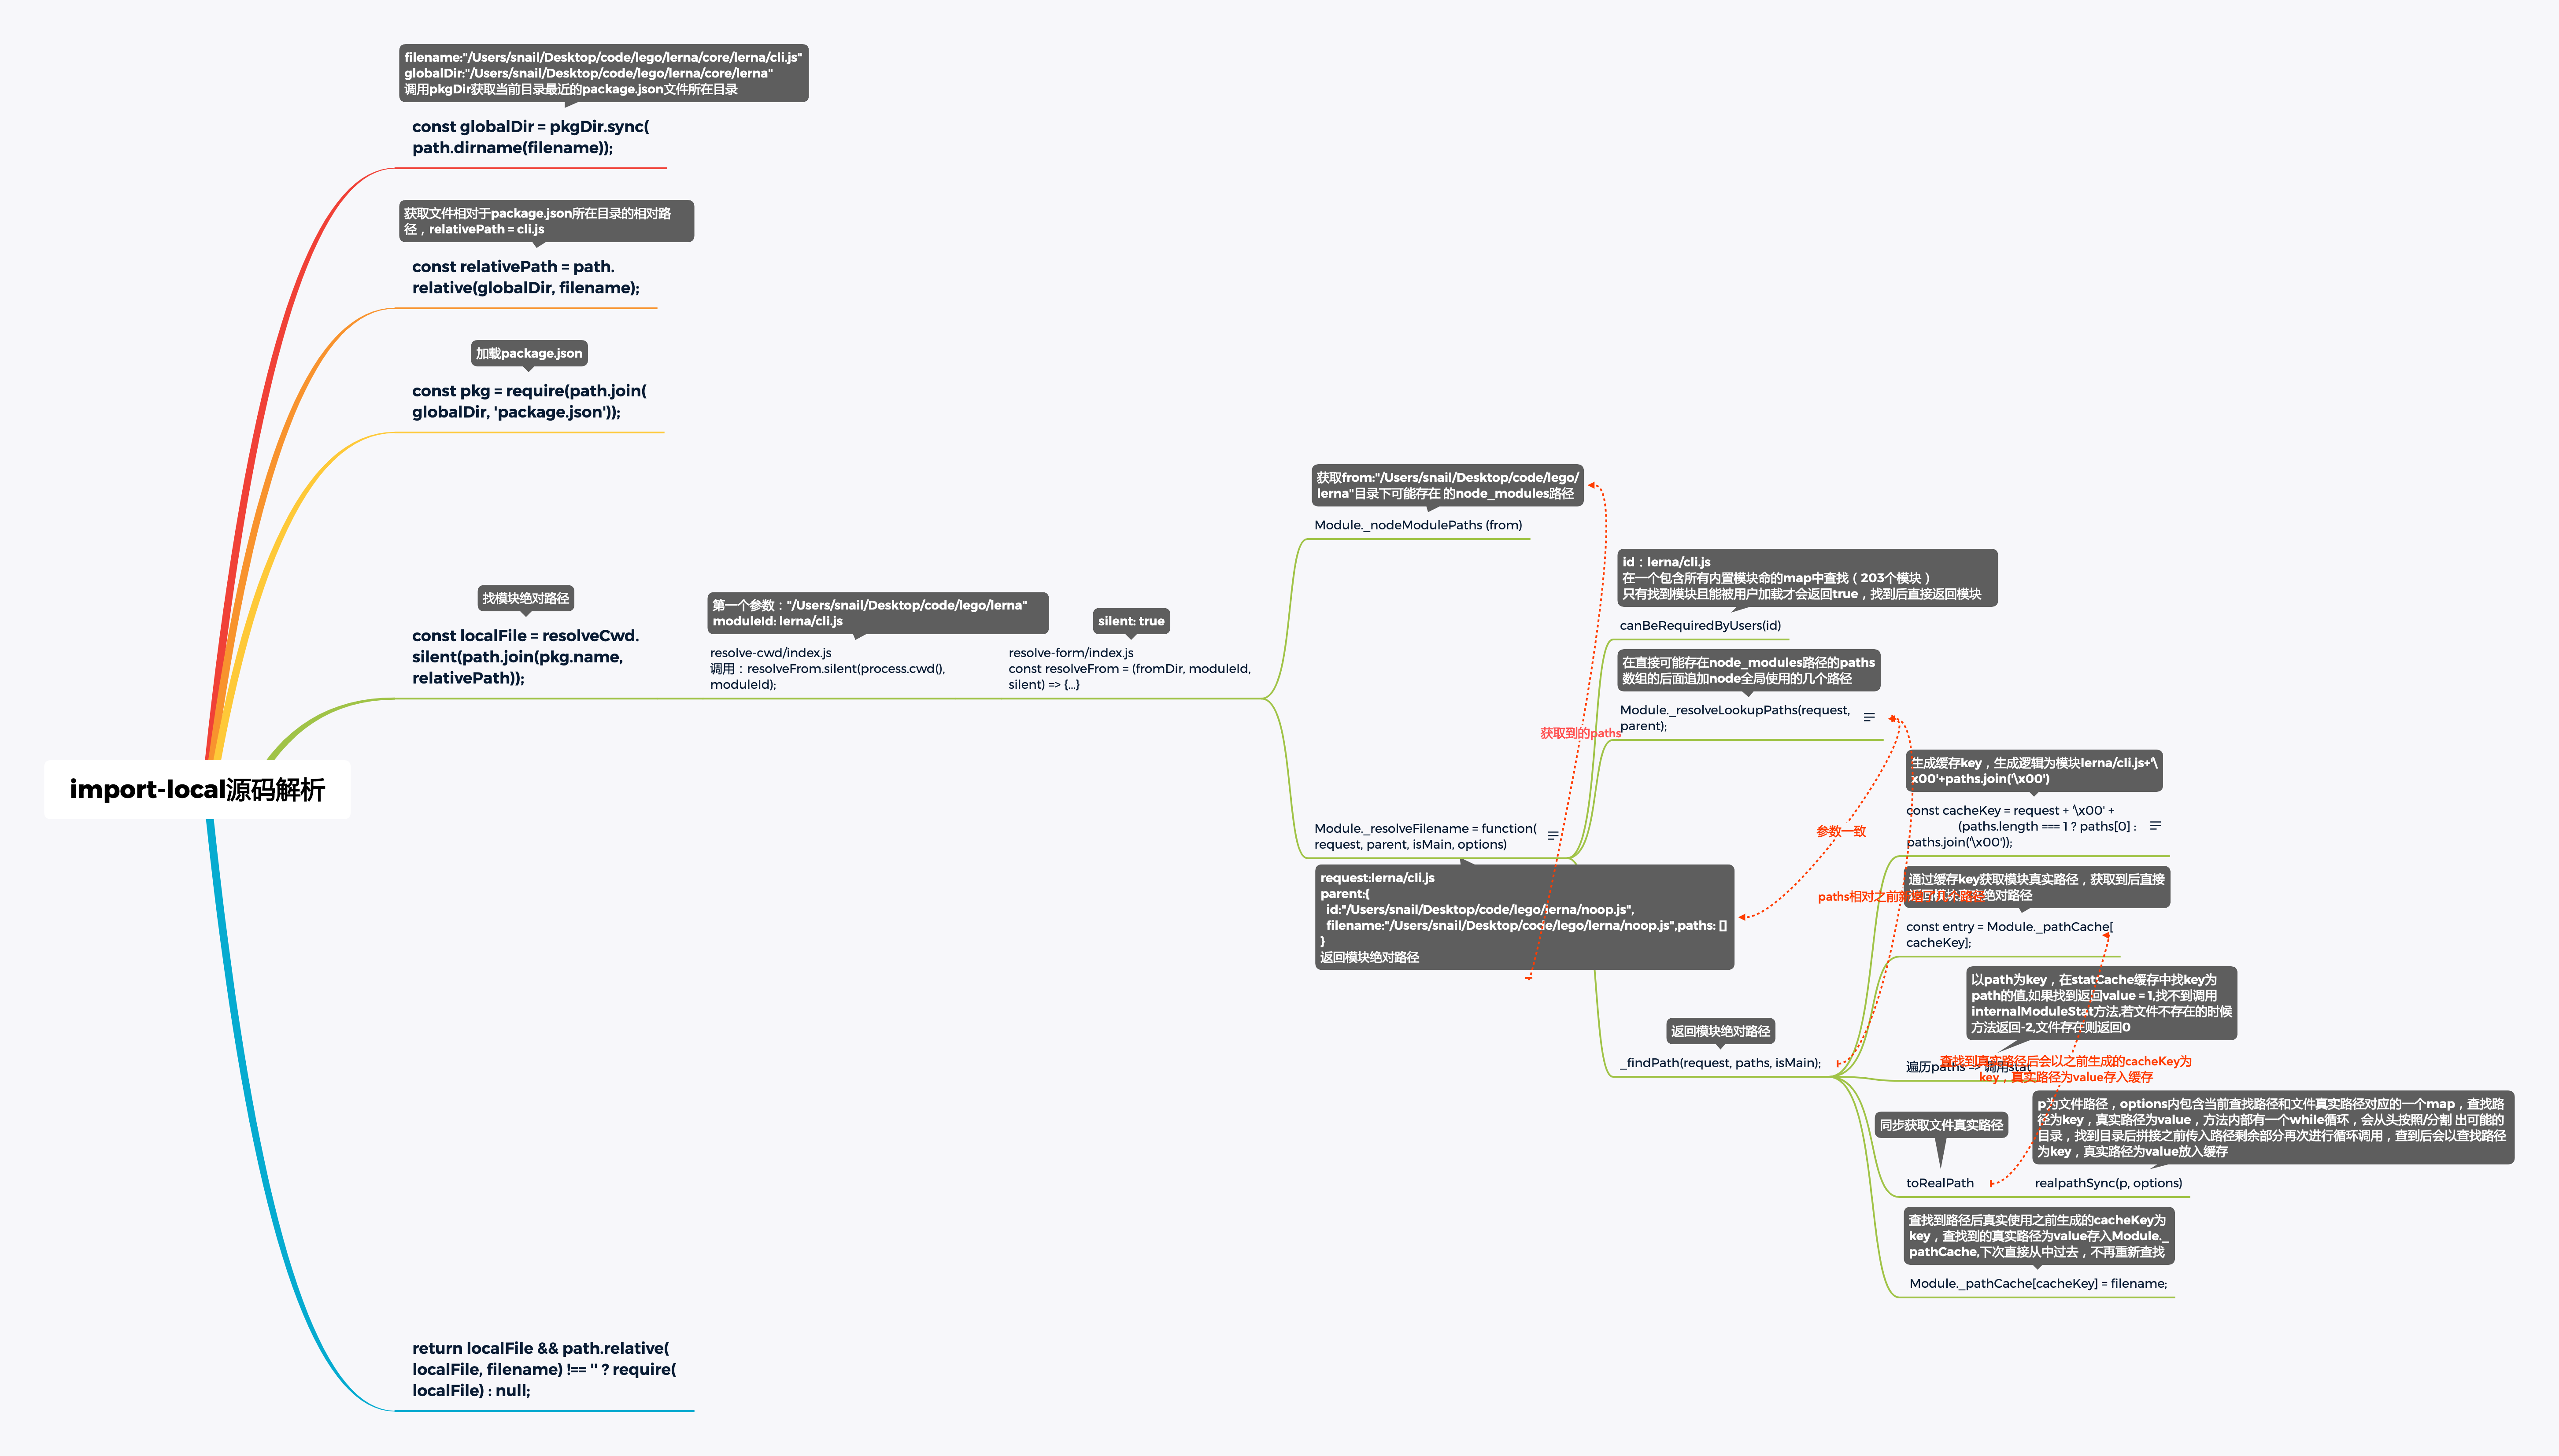 filename:"/Users/snail/Desktop/code/lego/lerna/core/lerna/cli.js"
globalDir:"/Users/snail/Desktop/code/lego/lerna/core/lerna"
调用pkgDir获取当前目录最近的package.json文件所在目录
const globalDir = pkgDir.sync(
path.dirname(filename));
获取文件相对于package.json所在目录的相对路
径，relativePath = cli.js
const relativePath = path.
relative(globalDir, filename);
加载package.json
const pkg = require(path.join(
globalDir, 'package.json'));
找模块绝对路径
const localFile = resolveCwd.
silent(path.join(pkg.name,
relativePath));
第一个参数："/Users/snail/Desktop/code/lego/lerna"
moduleId: lerna/cli.js
resolve-cwd/index.js
调用：resolveFrom.silent(process.cwd(),
moduleId);
silent: true
resolve-form/index.js
const resolveFrom = (fromDir, moduleId,
silent) => {...}
获取from:"/Users/snail/Desktop/code/lego/
lerna"目录下可能存在 的node_modules路径
Module._nodeModulePaths (from)
获取到的paths
Module._resolveFilename = function(
request, parent, isMain, options)
request:lerna/cli.js
parent:{
id:"/Users/snail/Desktop/code/lego/lerna/noop.js",
filename:"/Users/snail/Desktop/code/lego/lerna/noop.js",paths: []
}
返回模块绝对路径
id：lerna/cli.js
在一个包含所有内置模块命的map中查找（203个模块）
只有找到模块且能被用户加载才会返回true，找到后直接返回模块
canBeRequiredByUsers(id)
在直接可能存在node_modules路径的paths
数组的后面追加node全局使用的几个路径
Module._resolveLookupPaths(request,
parent);
参数一致
paths相对之前新
返回模块绝对路径
_findPath(request, paths, isMain);
生成缓存key，生成逻辑为模块lerna/cli.js+'\
x00'+paths.join('\x00')
const cacheKey = request + '\x00' +
(paths.length === 1 ? paths[0] :
paths.join('\x00'));
通过缓存key获取模块真实路径，获取到后直接
返回模块真实绝对路径
const entry = Module._pathCache[
cacheKey];
以path为key，在statCache缓存中找key为
path的值,如果找到返回value = 1,找不到调用
internalModuleStat方法,若文件不存在的时候
方法返回-2,文件存在则返回0
遍历paths => 调用stat
查找到真实路径后会以之前生成的cacheKey为
key，真实路径为value存入缓存
同步获取文件真实路径
toRealPath
p为文件路径，options内包含当前查找路径和文件真实路径对应的一个map，查找路
径为key，真实路径为value，方法内部有一个while循环，会从头按照/分割 出可能的
目录，找到目录后拼接之前传入路径剩余部分再次进行循环调用，查到后会以查找路径
为key，真实路径为value放入缓存
realpathSync(p, options)
查找到路径后真实使用之前生成的cacheKey为
key，查找到的真实路径为value存入Module._
pathCache,下次直接从中过去，不再重新查找
Module._pathCache[cacheKey] = filename;
import-local源码解析
return localFile && path.relative(
localFile, filename) !== '' ? require(
localFile) : null;